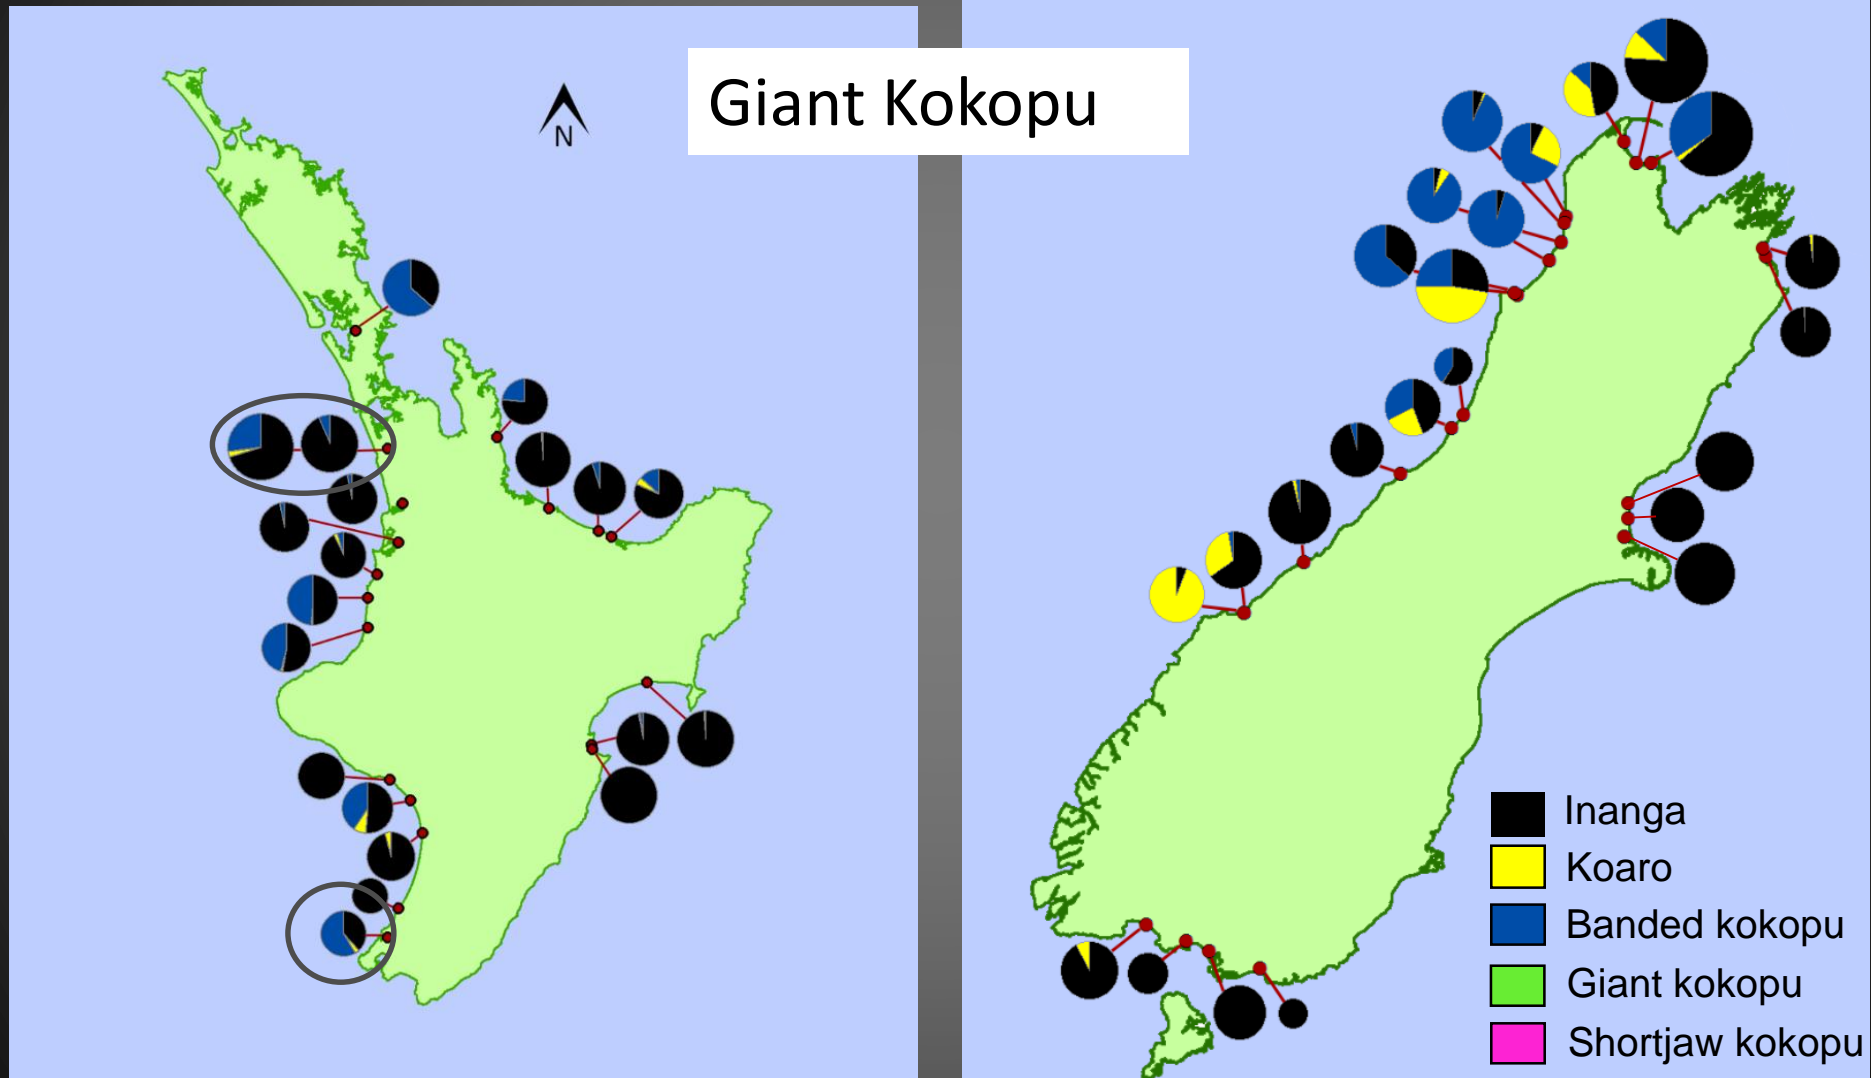 Giant Kokopu
N
Inanga
Koaro
Banded kokopu
Giant kokopu
Shortjaw kokopu